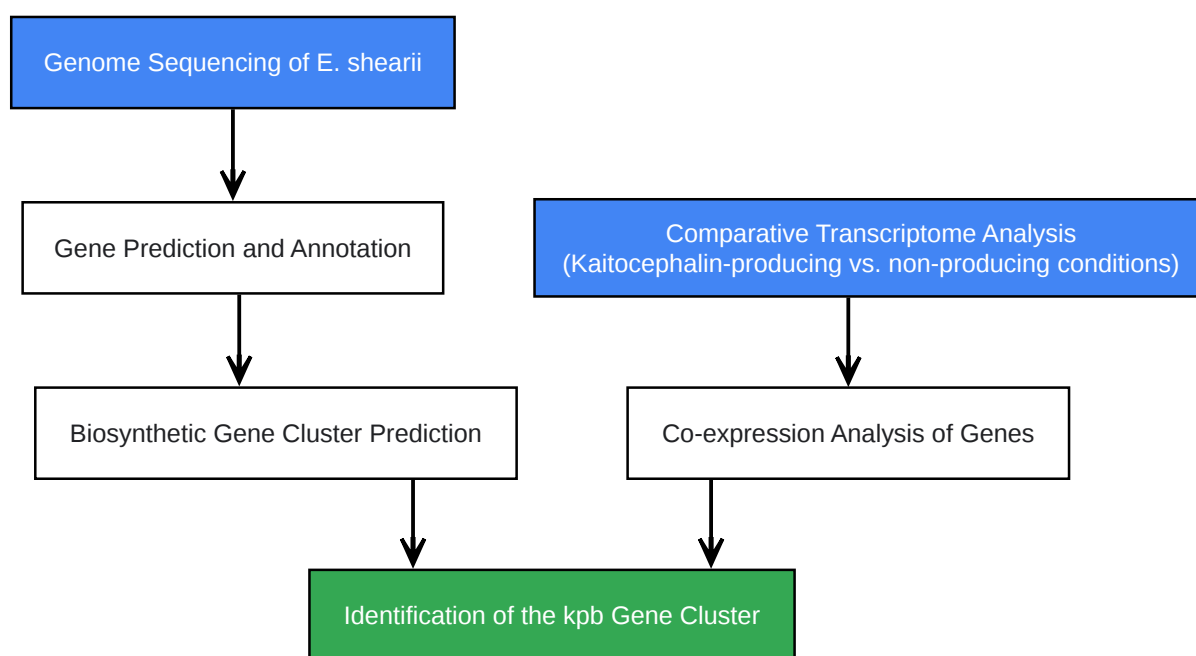 Genome Sequencing of E. shearii
Gene Prediction and Annotation
Comparative Transcriptome Analysis
(Kaitocephalin-producing vs. non-producing conditions)
Biosynthetic Gene Cluster Prediction
Co-expression Analysis of Genes
Identification of the kpb Gene Cluster